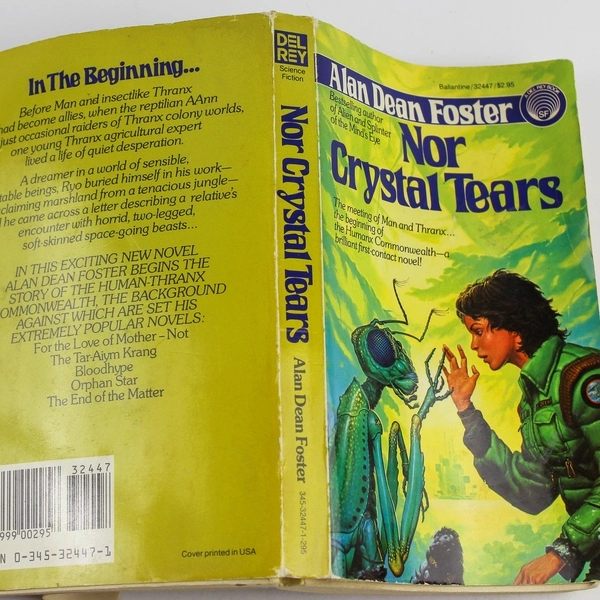 In The Beginning...
Before Man and insectlike Thranx
had become allies, when the reptilian AAnn
just occasional raiders of Thranx colony worlds,
one young Thranx agricultural expert
lived a life of quiet desperation.
A dreamer in a world of sensible,
table beings, Ryo buried himself in his work—
claiming marshland from a tenacious jungle—
he came across a letter describing a relative's
encounter with horrid, two-legged,
soft-skinned space-going beasts...
IN THIS EXCITING NEW NOVEL
ALAN DEAN FOSTER BEGINS THE
STORY OF THE HUMAN-THRANX
OMMONWEALTH, THE BACKGROUND
AGAINST WHICH ARE SET HIS
EXTREMELY POPULAR NOVELS:
For the Love of Mother-Not
The Tar-Aiym Krang
Bloodhype
Orphan Star
The End of the Matter
32447
999 00295
N 0-345-32447-1
Cover printed in USA
DEL
REY
Science
Fiction
Nor Crystal Tears
Alan Dean Foster
345-32447-1-295
Ballantine/32447/$2.95
Alan Dean Foster
A DEL REY BOOK
SF
Bestselling author
of Alien and Splinter
of the Mind's Eye
Nor
Crystal Tears
The meeting of Man and Thranx...
the beginning of
the Humanx Commonwealth—a
brilliant first-contact novel!